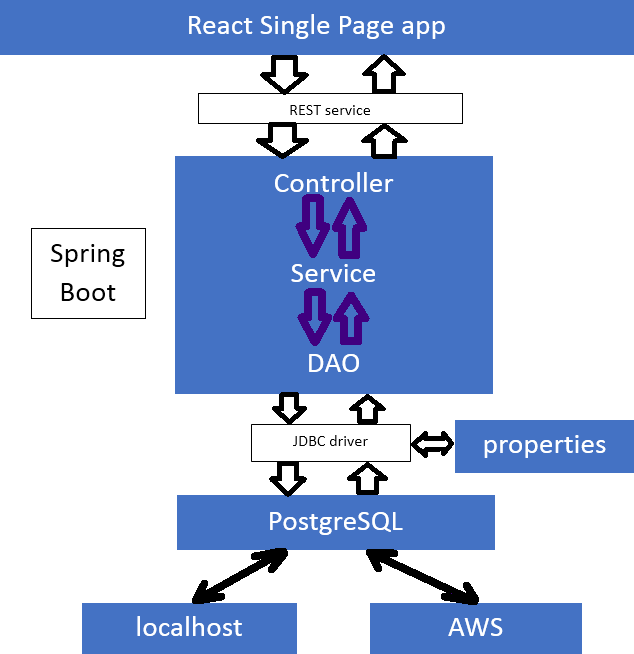 React Single Page app
REST service
Controller
Spring
Boot
Service
DAO
JDBC driver
properties
PostgreSQL
localhost
AWS